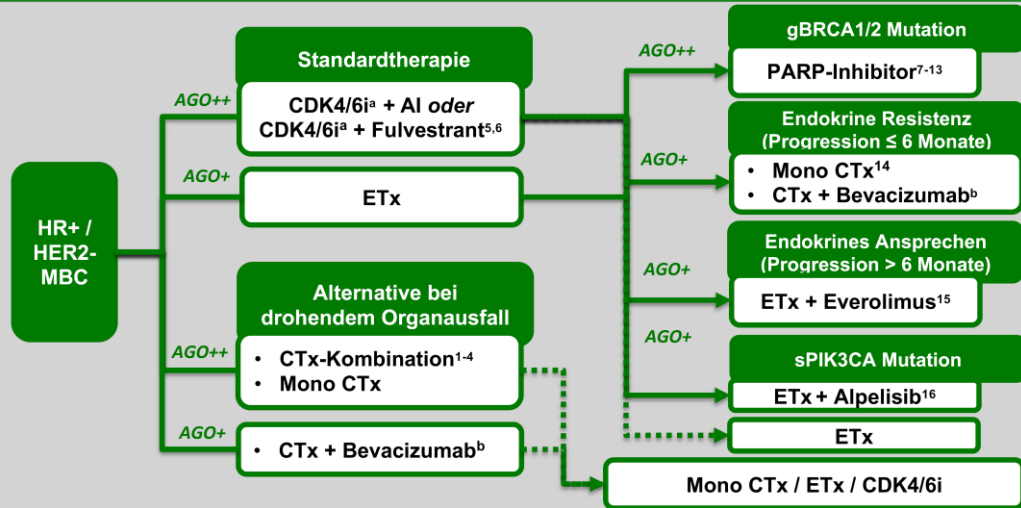 HR+ /
HER2-
MBC
AGO++
Standardtherapie
CDK4/6iᵃ + AI oder
CDK4/6iᵃ + Fulvestrant⁵,⁶
AGO+
ETx
Alternative bei
drohendem Organausfall
AGO++
• CTx-Kombination¹⁻⁴
• Mono CTx
AGO+
• CTx + Bevacizumabᵇ
gBRCA1/2 Mutation
AGO++
PARP-Inhibitor⁷⁻¹³
Endokrine Resistenz
(Progression ≤ 6 Monate)
AGO+
• Mono CTx¹⁴
• CTx + Bevacizumabᵇ
Endokrines Ansprechen
(Progression > 6 Monate)
AGO+
ETx + Everolimus¹⁵
AGO+
sPIK3CA Mutation
ETx + Alpelisib¹⁶
ETx
Mono CTx / ETx / CDK4/6i